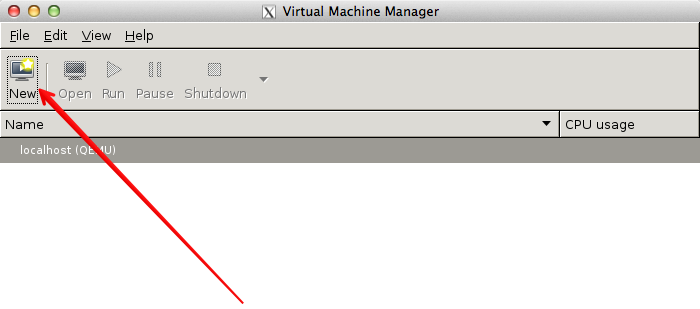 Virtual Machine Manager
File Edit View Help
New Open Run Pause Shutdown
Name CPU usage
localhost (QEMU)